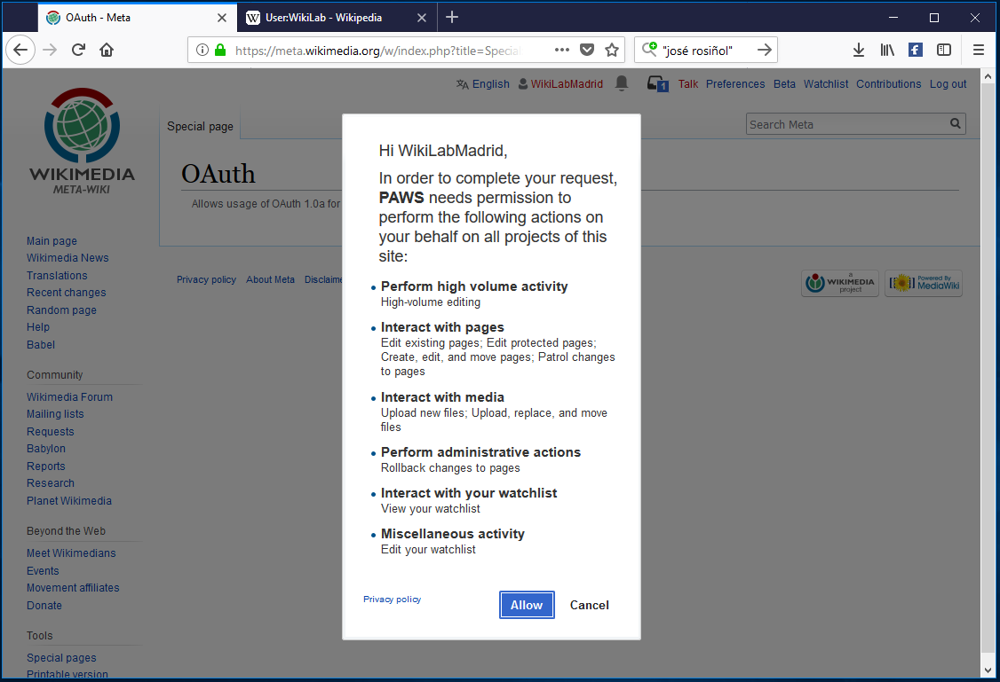 OAuth - Meta
User:WikiLab - Wikipedia
https://meta.wikimedia.org/w/index.php?title=Specia
"josé rosiñol"
English WikiLabMadrid 1 Talk Preferences Beta Watchlist Contributions Log out
WIKIMEDIA
META-WIKI
Special page
Search Meta
OAuth
Allows usage of OAuth 1.0a for
Main page
Wikimedia News
Translations
Recent changes
Random page
Help
Babel
Community
Wikimedia Forum
Mailing lists
Requests
Babylon
Reports
Research
Planet Wikimedia
Beyond the Web
Meet Wikimedians
Events
Movement affiliates
Donate
Tools
Special pages
Printable version
Privacy policy About Meta Disclaime
A WIKIMEDIA
project
Powered By
MediaWiki
Hi WikiLabMadrid,
In order to complete your request,
PAWS needs permission to
perform the following actions on
your behalf on all projects of this
site:
Perform high volume activity
High-volume editing
Interact with pages
Edit existing pages; Edit protected pages;
Create, edit, and move pages; Patrol changes
to pages
Interact with media
Upload new files; Upload, replace, and move
files
Perform administrative actions
Rollback changes to pages
Interact with your watchlist
View your watchlist
Miscellaneous activity
Edit your watchlist
Privacy policy
Allow Cancel